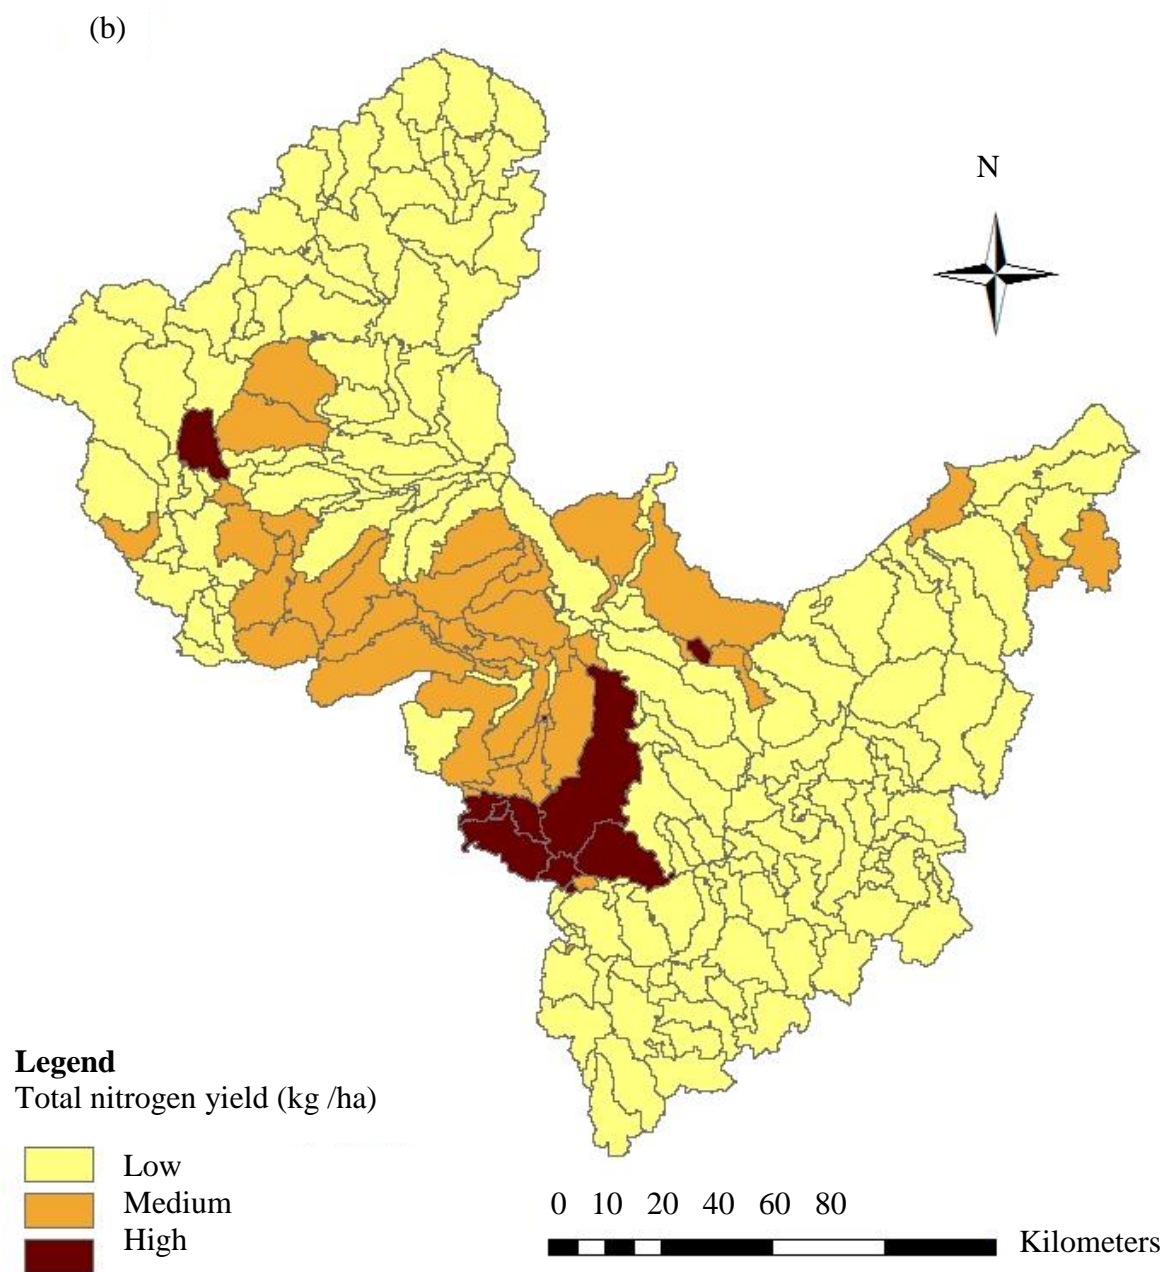 (b)
N
Legend
Total nitrogen yield (kg /ha)
Low
Medium
High
0 10 20 40 60 80
Kilometers